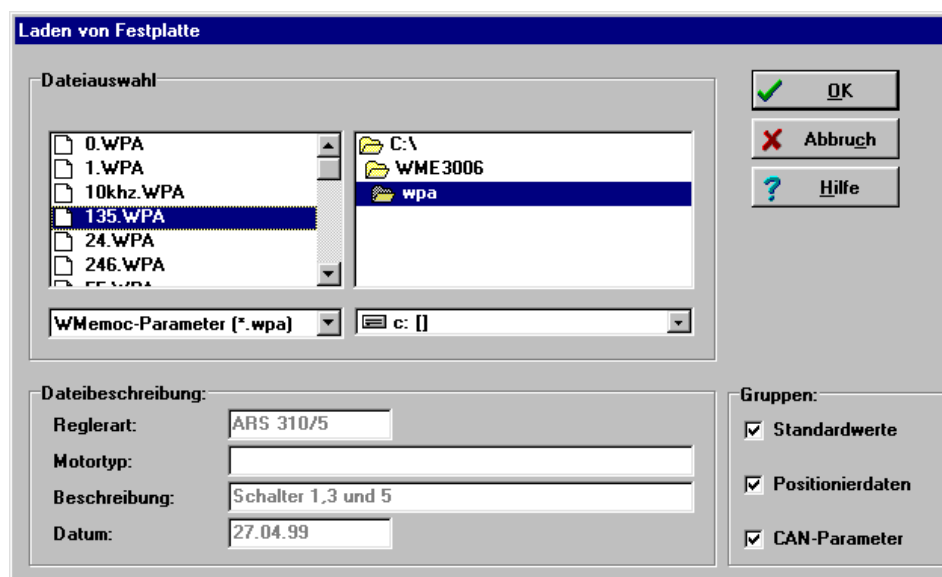 Laden von Festplatte
Dateiauswahl
0.WPA
1.WPA
10khz.WPA
135.WPA
24.WPA
246.WPA
C:\
WME3006
wpa
WMemoc-Parameter (*.wpa)
c: []
OK
Abbruch
Hilfe
Dateibeschreibung:
Reglerart: ARS 310/5
Motortyp:
Beschreibung: Schalter 1,3 und 5
Datum: 27.04.99
Gruppen:
Standardwerte
Positionierdaten
CAN-Parameter